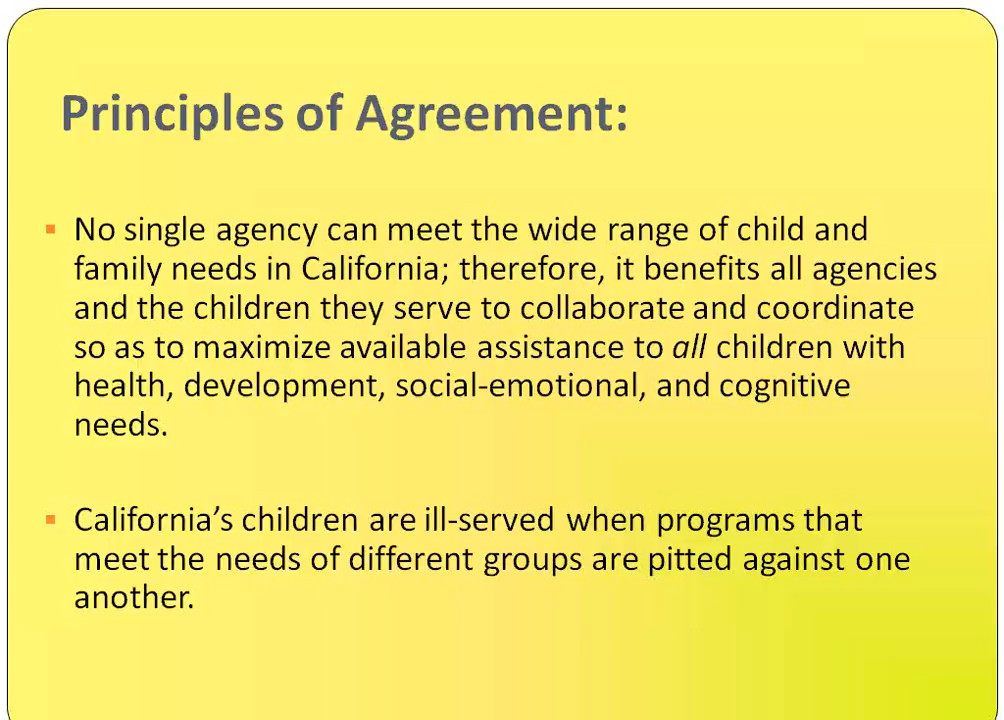 Principles of Agreement:
No single agency can meet the wide range of child and
family needs in California; therefore, it benefits all agencies
and the children they serve to collaborate and coordinate
so as to maximize available assistance to all children with
health, development, social-emotional, and cognitive
needs.
California’s children are ill-served when programs that
meet the needs of different groups are pitted against one
another.